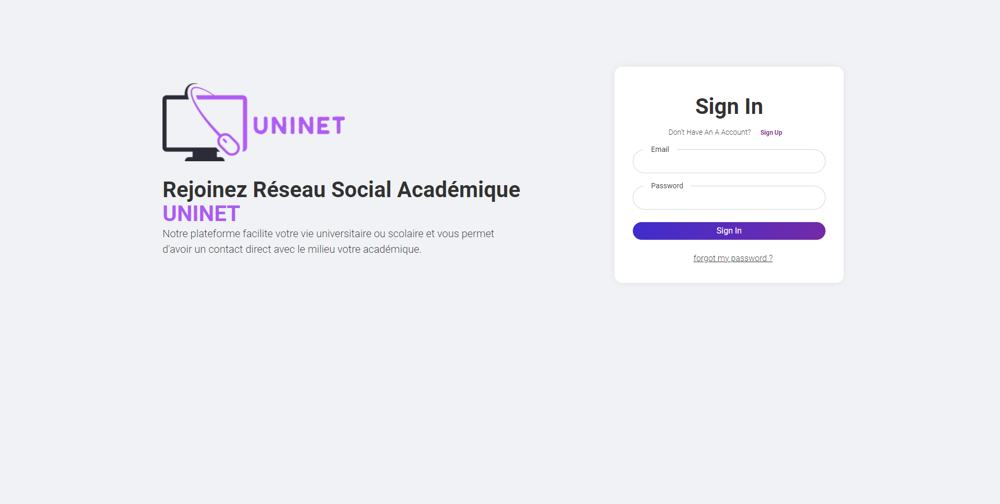 UNINET
Rejoinez Réseau Social Académique
UNINET
Notre plateforme facilite votre vie universitaire ou scolaire et vous permet
d'avoir un contact direct avec le milieu votre académique.
Sign In
Don't Have An A Account? Sign Up
Email
Password
Sign In
forgot my password ?